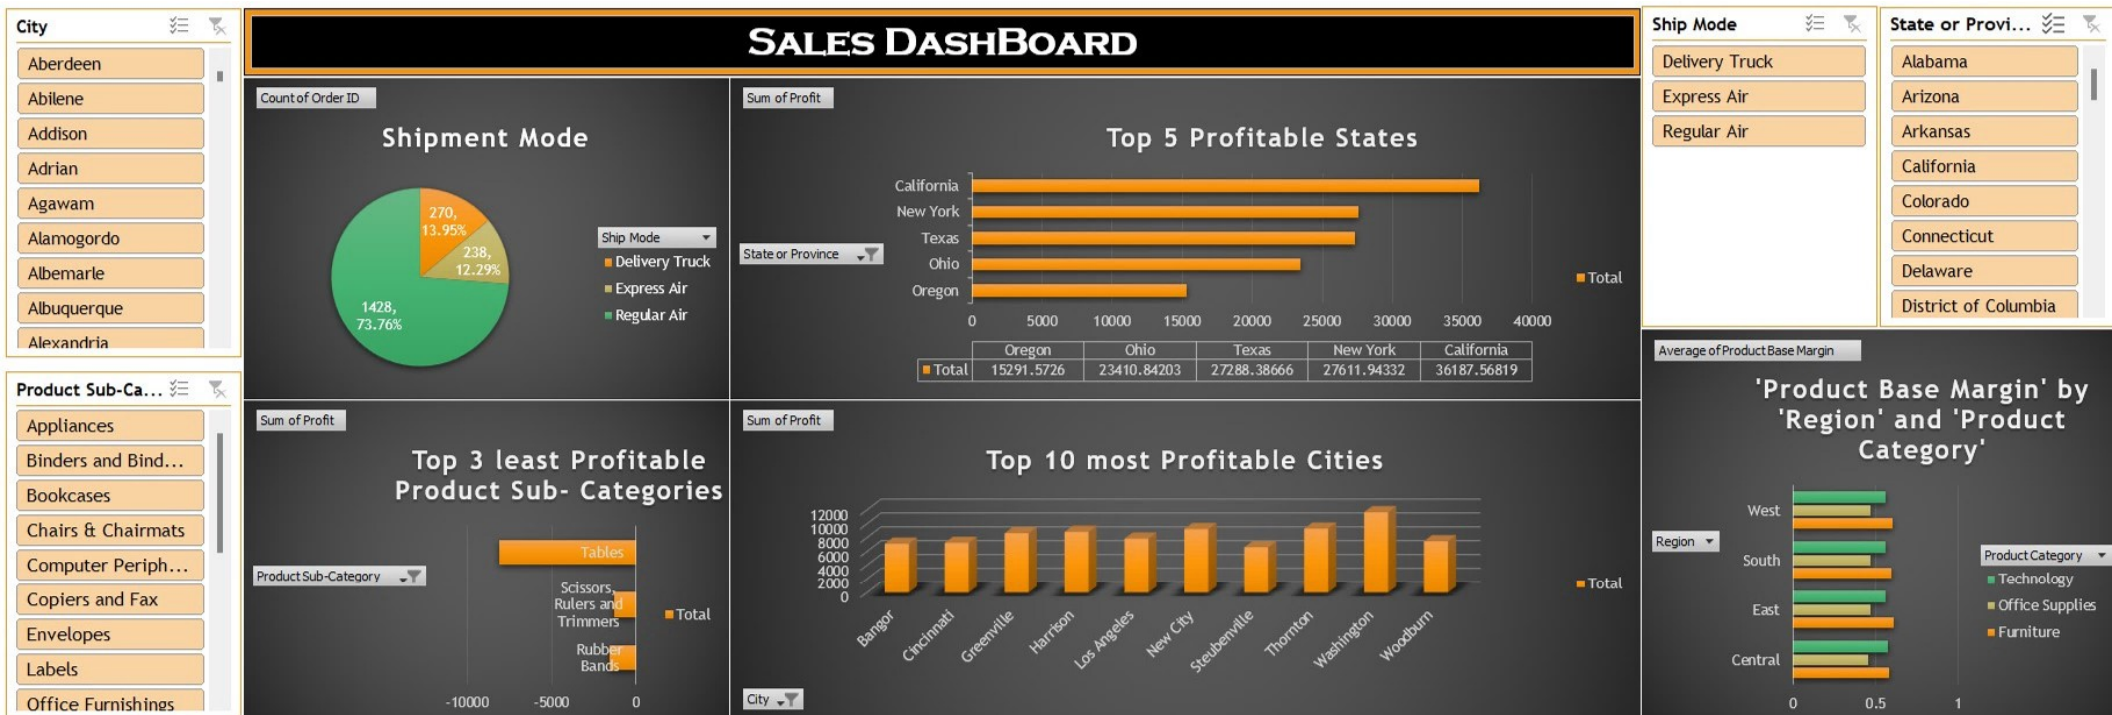 City
Aberdeen
Abilene
Addison
Adrian
Agawam
Alamogordo
Albemarle
Albuquerque
Alexandria
Product Sub-Ca...
Appliances
Binders and Bind...
Bookcases
Chairs & Chairmats
Computer Periph...
Copiers and Fax
Envelopes
Labels
Office Furnishings
SALES DASHBOARD
Count of Order ID
Shipment Mode
270,
13.95%
238,
12.29%
1428,
73.76%
Ship Mode
Delivery Truck
Express Air
Regular Air
Sum of Profit
Top 5 Profitable States
State or Province
California
New York
Texas
Ohio
Oregon
0 5000 10000 15000 20000 25000 30000 35000 40000
Total
Oregon Ohio Texas New York California
Total 15291.5726 23410.84203 27288.38666 27611.94332 36187.56819
Sum of Profit
Top 3 least Profitable
Product Sub- Categories
Product Sub-Category
Tables
Scissors,
Rulers and
Trimmers
Rubber
Bands
Total
-10000 -5000 0
Sum of Profit
Top 10 most Profitable Cities
12000
10000
8000
6000
4000
2000
0
Bangor
Cincinnati
Greenville
Harrison
Los Angeles
New City
Steubenville
Thornton
Washington
Woodburn
Total
City
Ship Mode
Delivery Truck
Express Air
Regular Air
State or Provi...
Alabama
Arizona
Arkansas
California
Colorado
Connecticut
Delaware
District of Columbia
Average of Product Base Margin
'Product Base Margin' by
'Region' and 'Product
Category'
Region
West
South
East
Central
0 0.5 1
Product Category
Technology
Office Supplies
Furniture